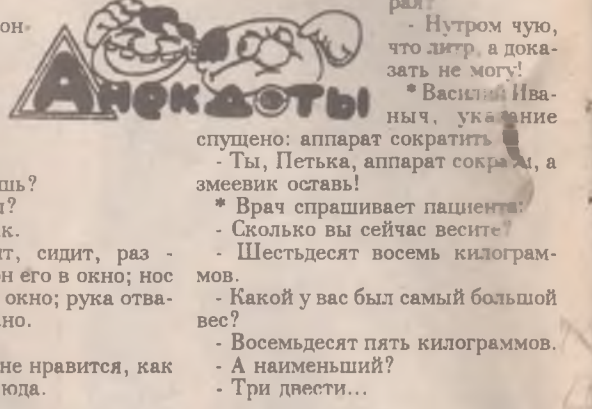 он-
шь?
?
к.
т, сидит, раз -
н его в окно; нос
окно; рука отва-
но.
не нравится, как
юда.
Анекдоты
- Нутром чую,
что литр, а дока-
зать не могу!
* Василий Ива-
ныч, указание
спущено: аппарат сократить
- Ты, Петька, аппарат сократи, а
змеевик оставь!
* Врач спрашивает пациента:
- Сколько вы сейчас весите?
- Шестьдесят восемь килограм-
мов.
- Какой у вас был самый большой
вес?
- Восемьдесят пять килограммов.
- А наименьший?
- Три двести...